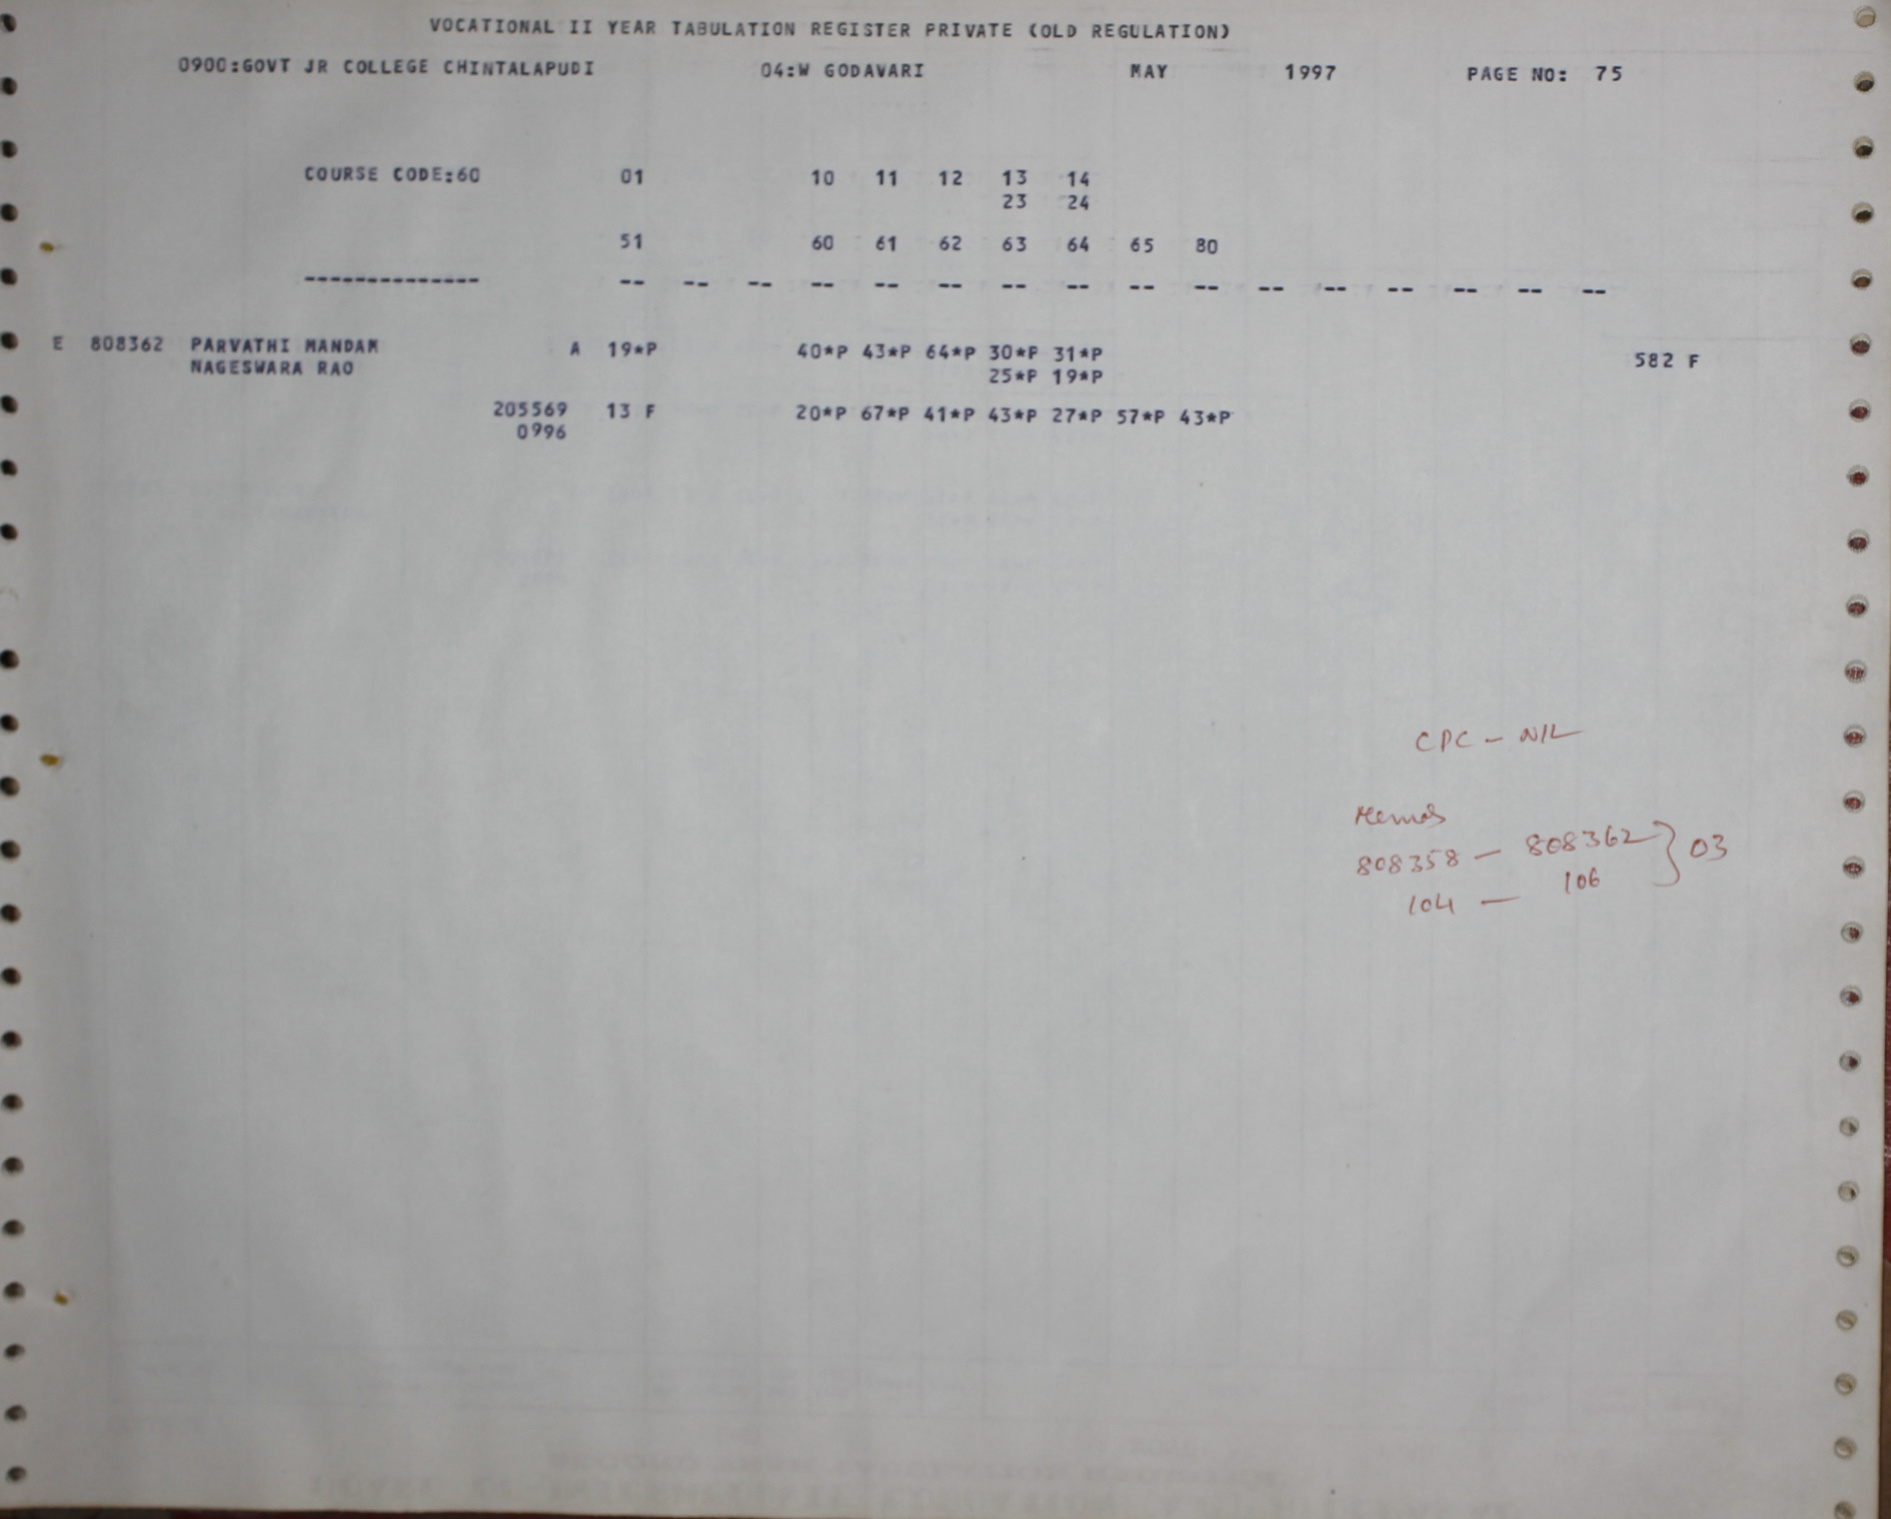 VOCATIONAL II YEAR TABULATION REGISTER PRIVATE (OLD REGULATION)
0900:GOVT JR COLLEGE CHINTALAPUDI 04:W GODAVARI MAY 1997 PAGE NO: 75
COURSE CODE:60 01 10 11 12 13 14
23 24
51 60 61 62 63 64 65 80
-------------- -- -- -- -- -- -- -- -- -- -- -- -- -- -- -- --
E 808362 PARVATHI MANDAM A 19*P 40*P 43*P 64*P 30*P 31*P 582 F
NAGESWARA RAO 25*P 19*P
205569 13 F 20*P 67*P 41*P 43*P 27*P 57*P 43*P
0996
CPC - NIL
Memos
808358 - 808362 } 03
104 - 106